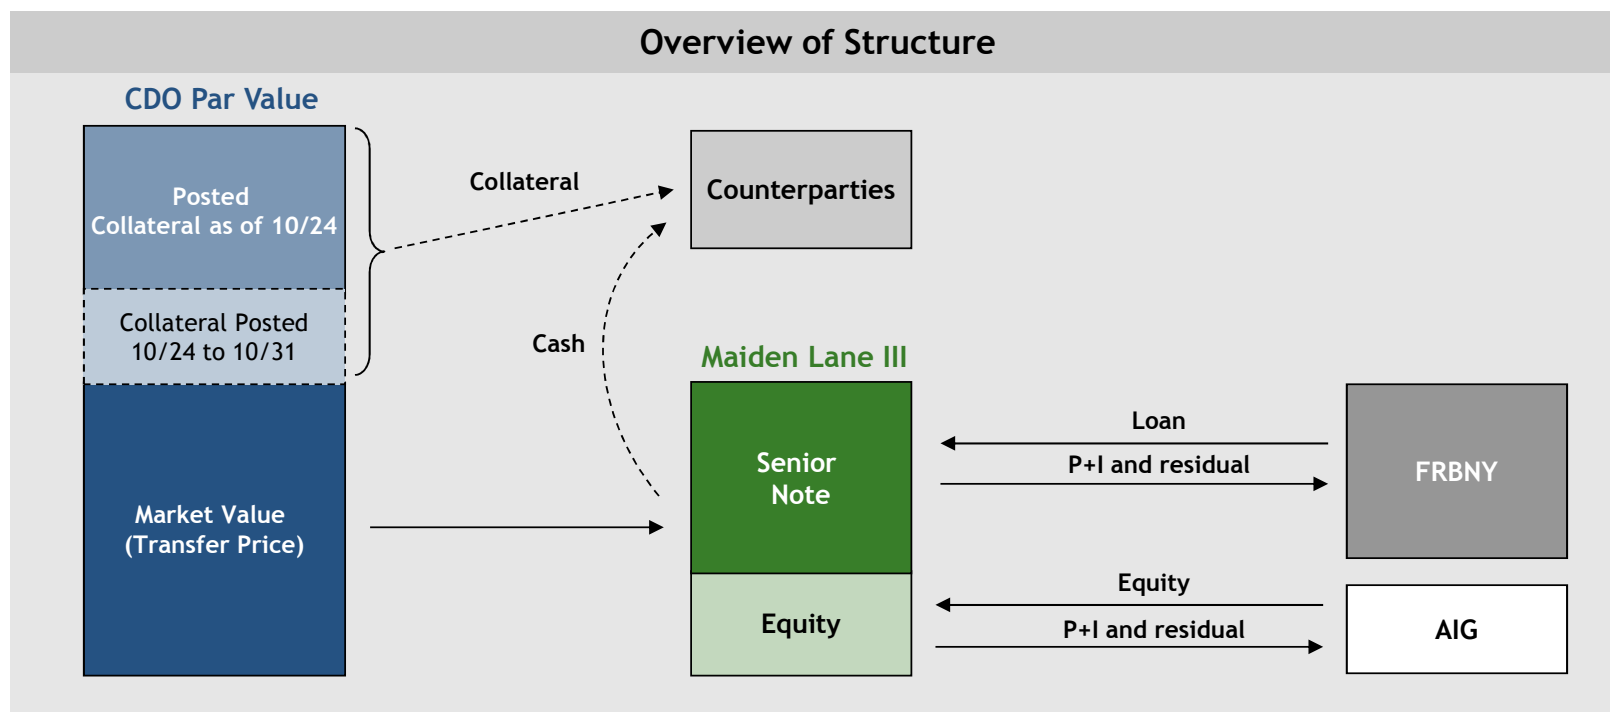 Overview of Structure
CDO Par Value
Posted
Collateral as of 10/24
Collateral Posted
10/24 to 10/31
Market Value
(Transfer Price)
Collateral
Cash
Counterparties
Maiden Lane III
Senior
Note
Equity
Loan
P+I and residual
FRBNY
Equity
P+I and residual
AIG